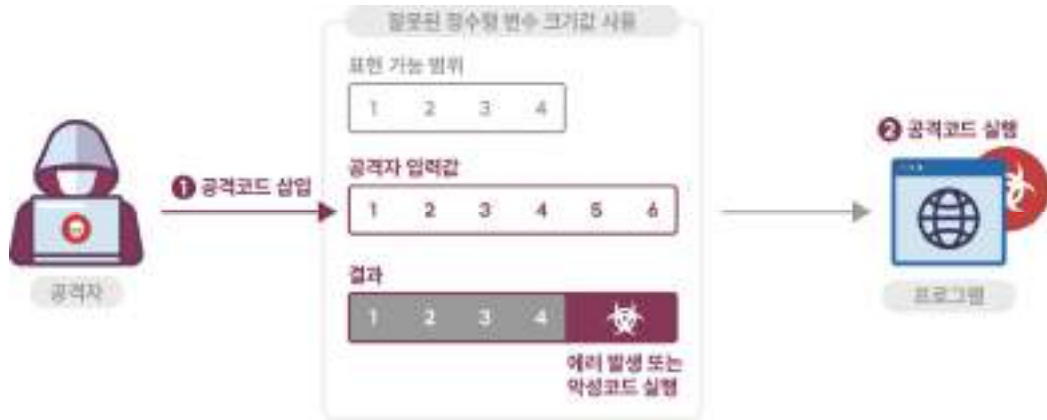 잘못된 정수형 변수 크기값 사용
표현 가능 범위
1 2 3 4
❶ 공격코드 삽입
공격자 입력값
1 2 3 4 5 6
결과
1 2 3 4
에러 발생 또는
악성코드 실행
공격자
❷ 공격코드 실행
프로그램